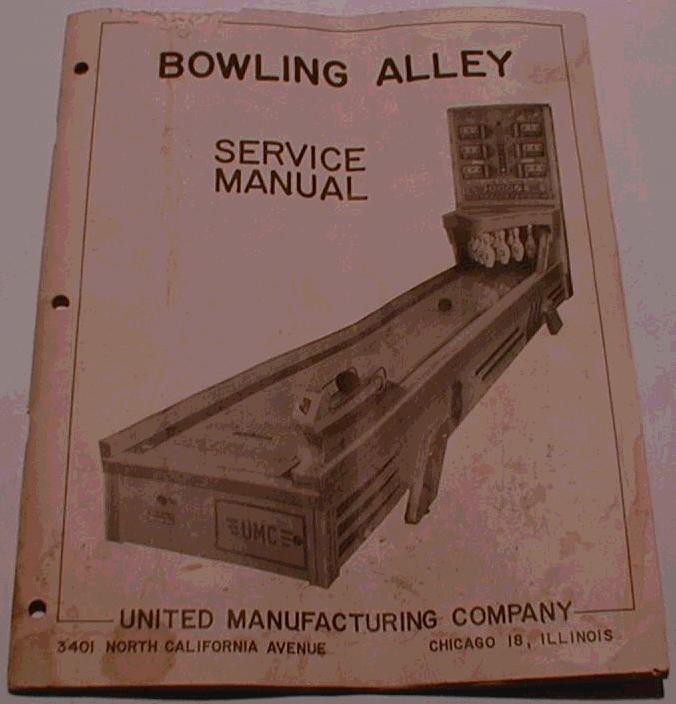 BOWLING ALLEY
SERVICE
MANUAL
UMC
UNITED MANUFACTURING COMPANY
3401 NORTH CALIFORNIA AVENUE
CHICAGO 18, ILLINOIS